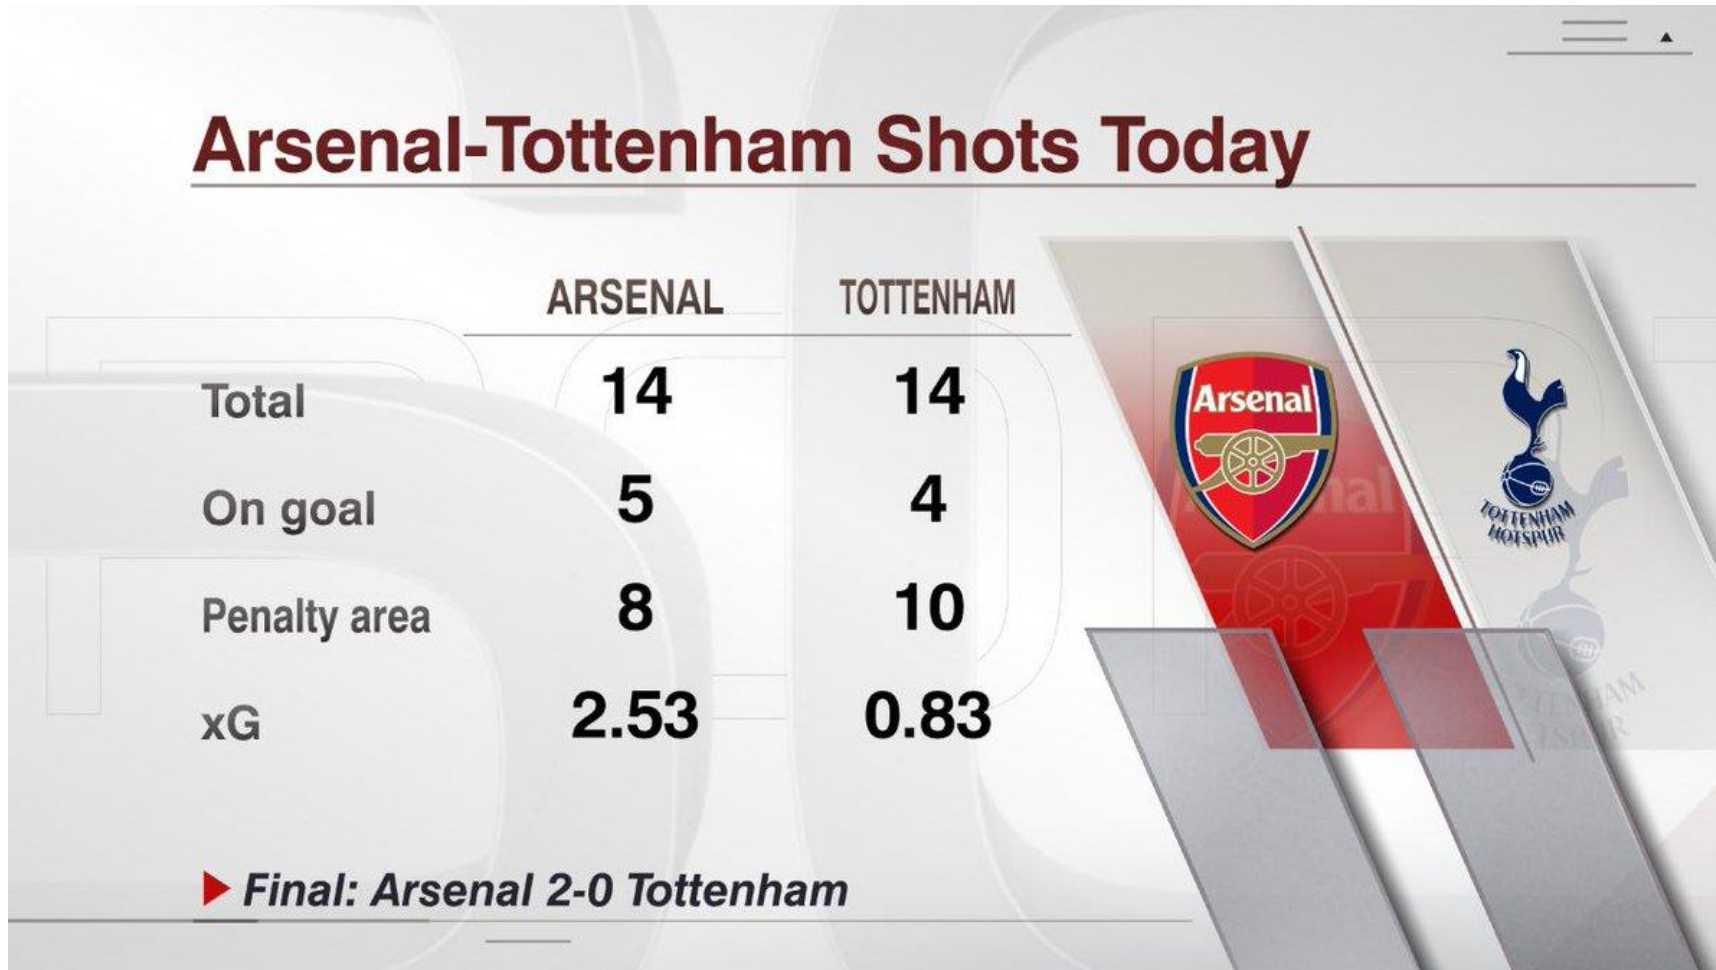 Arsenal-Tottenham Shots Today
ARSENAL TOTTENHAM
Total 14 14
On goal 5 4
Penalty area 8 10
xG 2.53 0.83
Final: Arsenal 2-0 Tottenham
Arsenal
TOTTENHAM
HOTSPUR